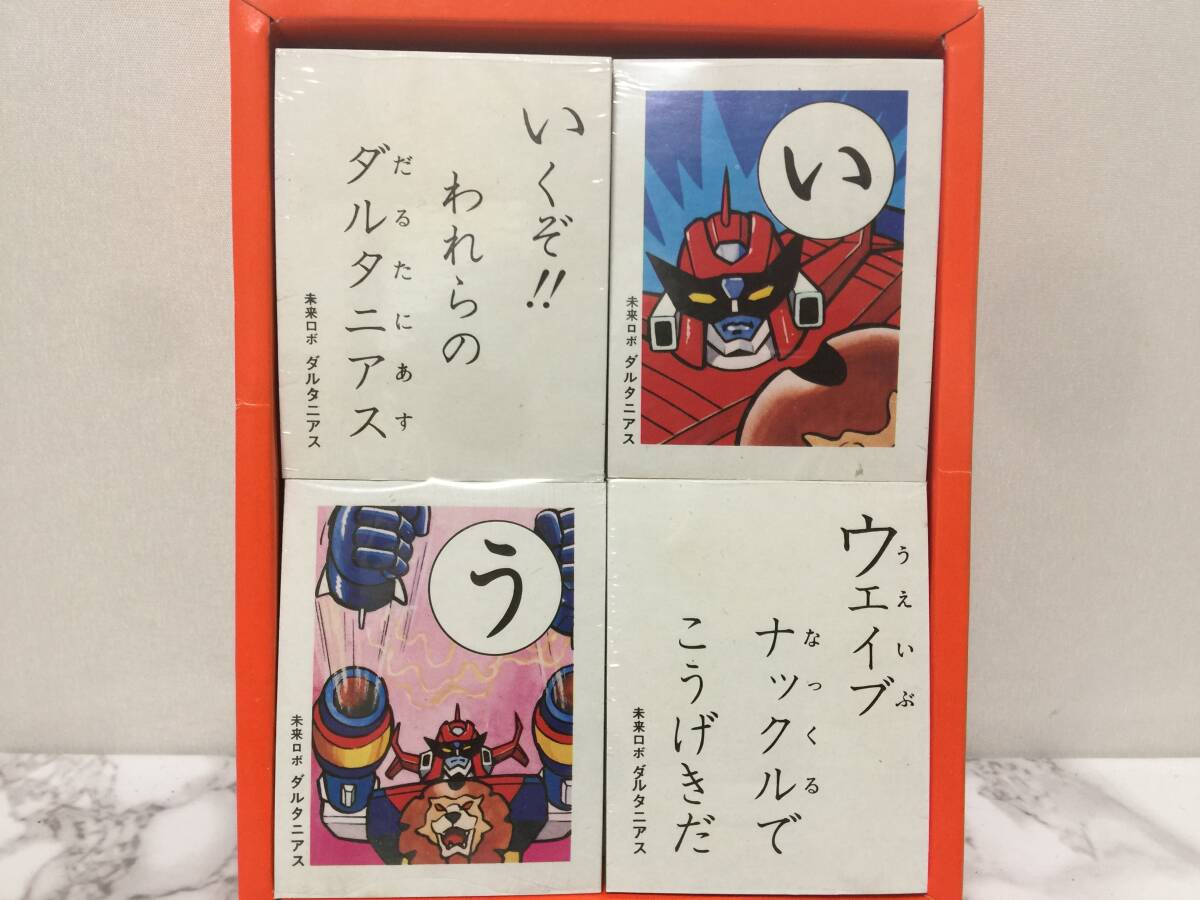 いくぞ!!
われらの
ダルタニアス
だるたにあす
未来ロボ ダルタニアス
い
未来ロボ ダルタニアス
う
未来ロボ ダルタニアス
ウェイブ
うえいぶ
ナックルで
なっくる
こうげきだ
未来ロボ ダルタニアス